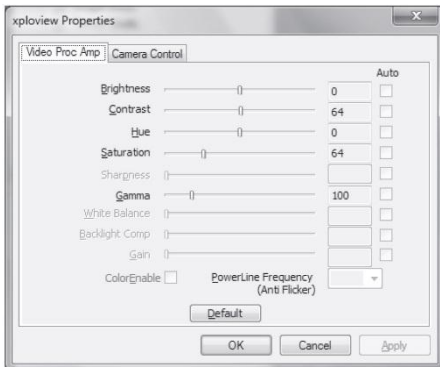 xploview Properties
Video Proc Amp Camera Control
Auto
Brightness 0
Contrast 64
Hue 0
Saturation 64
Sharpness
Gamma 100
White Balance
Backlight Comp
Gain
ColorEnable PowerLine Frequency
(Anti Flicker)
Default
OK Cancel Apply